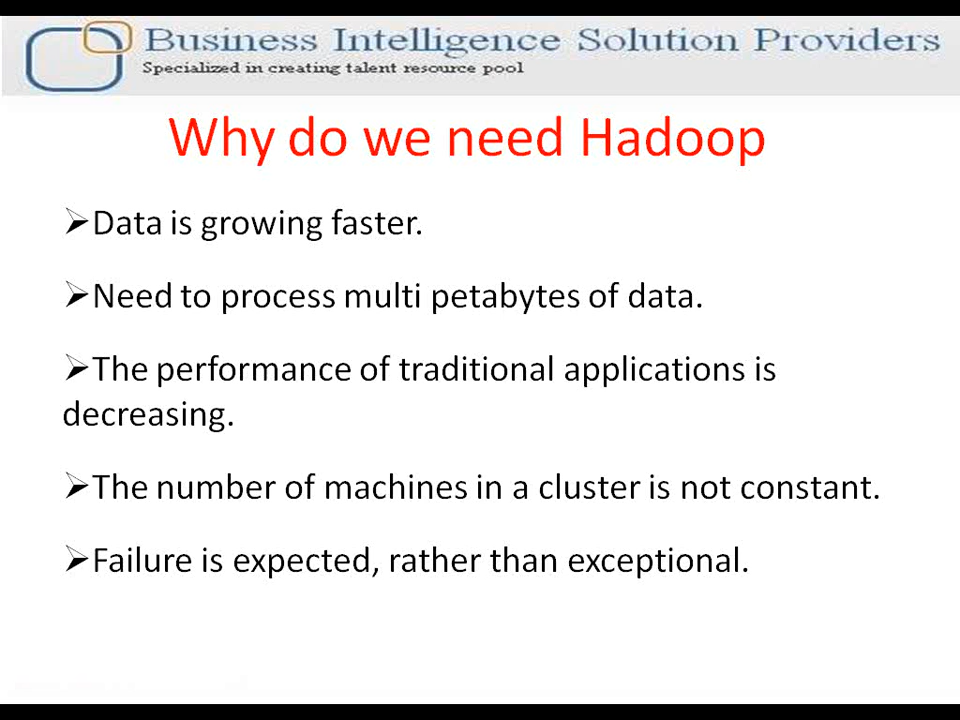 Business Intelligence Solution Providers
Specialized in creating talent resource pool
Why do we need Hadoop
➢Data is growing faster.
➢Need to process multi petabytes of data.
➢The performance of traditional applications is
decreasing.
➢The number of machines in a cluster is not constant.
➢Failure is expected, rather than exceptional.